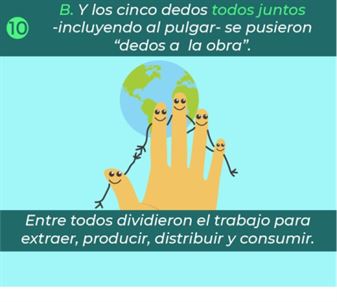 10
B. Y los cinco dedos todos juntos
-incluyendo al pulgar- se pusieron
“dedos a la obra”.
Entre todos dividieron el trabajo para
extraer, producir, distribuir y consumir.